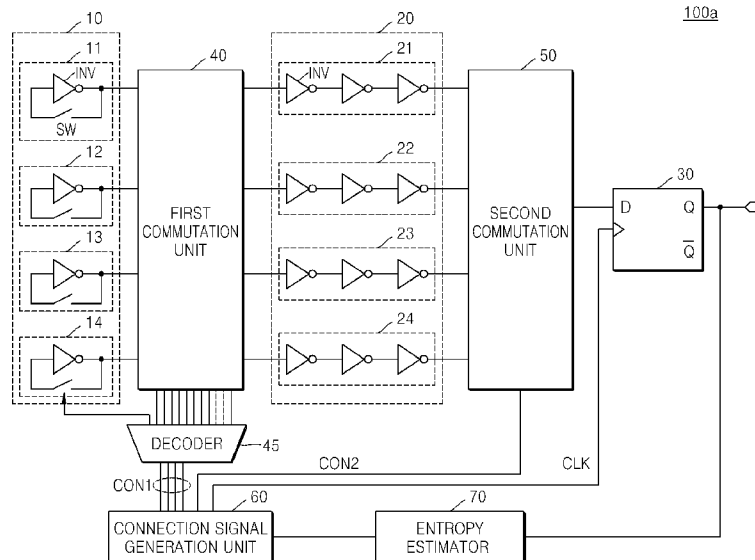 100a
10
20
11
INV
SW
40
21
INV
50
12
22
30
FIRST
COMMUTATION
UNIT
SECOND
COMMUTATION
UNIT
D
Q
Q
13
23
14
24
DECODER
45
CON1
CON2
CLK
60
70
CONNECTION SIGNAL
GENERATION UNIT
ENTROPY
ESTIMATOR